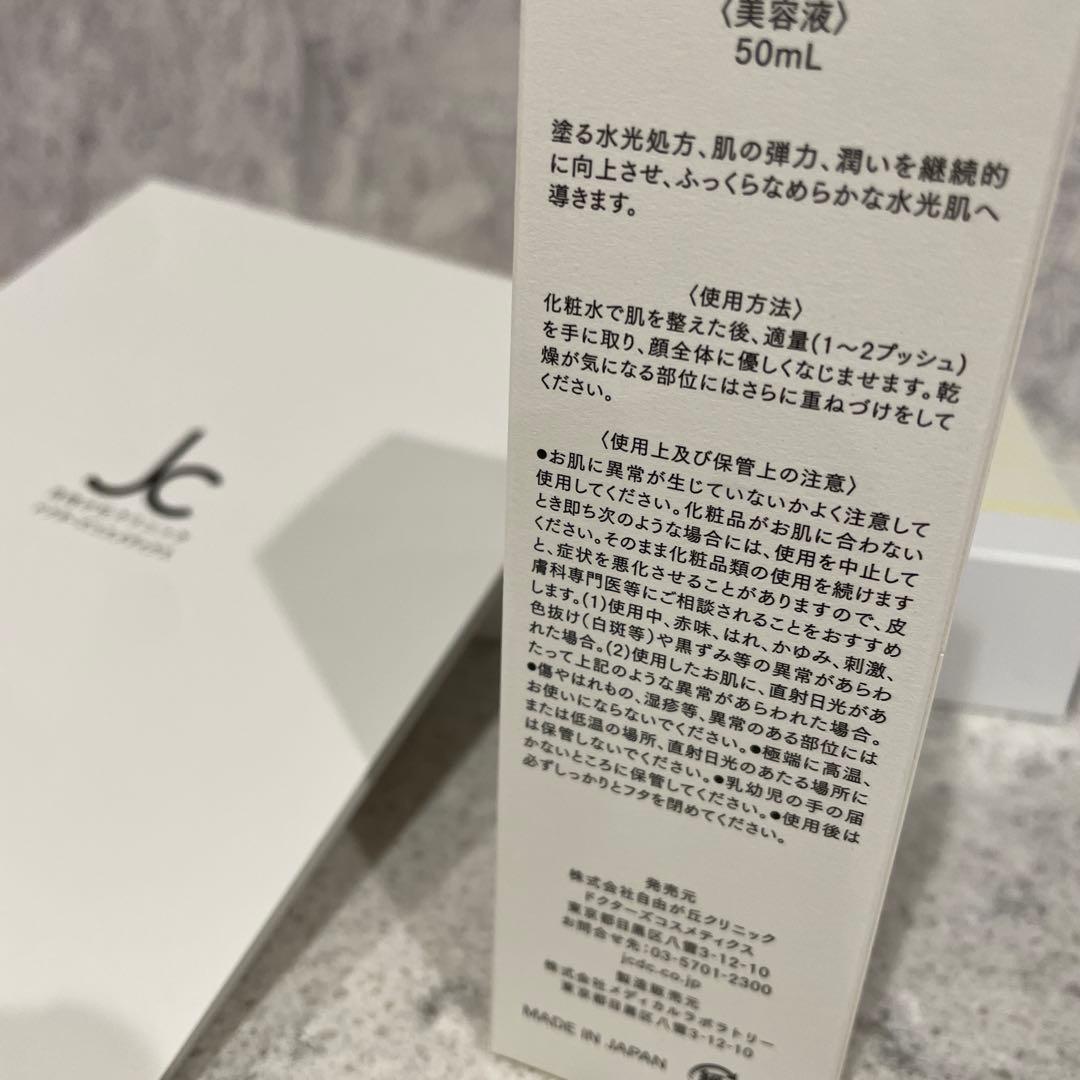 〈美容液〉
50mL
塗る水光処方、肌の弾力、潤いを継続的
に向上させ、ふっくらなめらかな水光肌へ
導きます。
〈使用方法〉
化粧水で肌を整えた後、適量(1〜2プッシュ)
を手に取り、顔全体に優しくなじませます。乾
燥が気になる部位にはさらに重ねづけをして
ください。
〈使用上及び保管上の注意〉
●お肌に異常が生じていないかよく注意して
使用してください。化粧品がお肌に合わない
とき即ち次のような場合には、使用を中止して
ください。そのまま化粧品類の使用を続けます
と、症状を悪化させることがありますので、皮
膚科専門医等にご相談されることをおすすめ
します。(1)使用中、赤味、はれ、かゆみ、刺激、
色抜け(白斑等)や黒ずみ等の異常があらわ
れた場合。(2)使用したお肌に、直射日光があ
たって上記のような異常があらわれた場合。
●傷やはれもの、湿疹等、異常のある部位には
お使いにならないでください。●極端に高温、
または低温の場所、直射日光のあたる場所に
は保管しないでください。●乳幼児の手の届
かないところに保管してください。●使用後は
必ずしっかりとフタを閉めてください。
発売元
株式会社自由が丘クリニック
ドクターズコスメティクス
東京都目黒区八雲3-12-10
お問合せ先:03-5701-2300
jcdc.co.jp
製造販売元
株式会社メディカルラボラトリー
東京都目黒区八雲3-12-10
MADE IN JAPAN
紙
JC
自由が丘クリニック
ドクターズコスメティクス